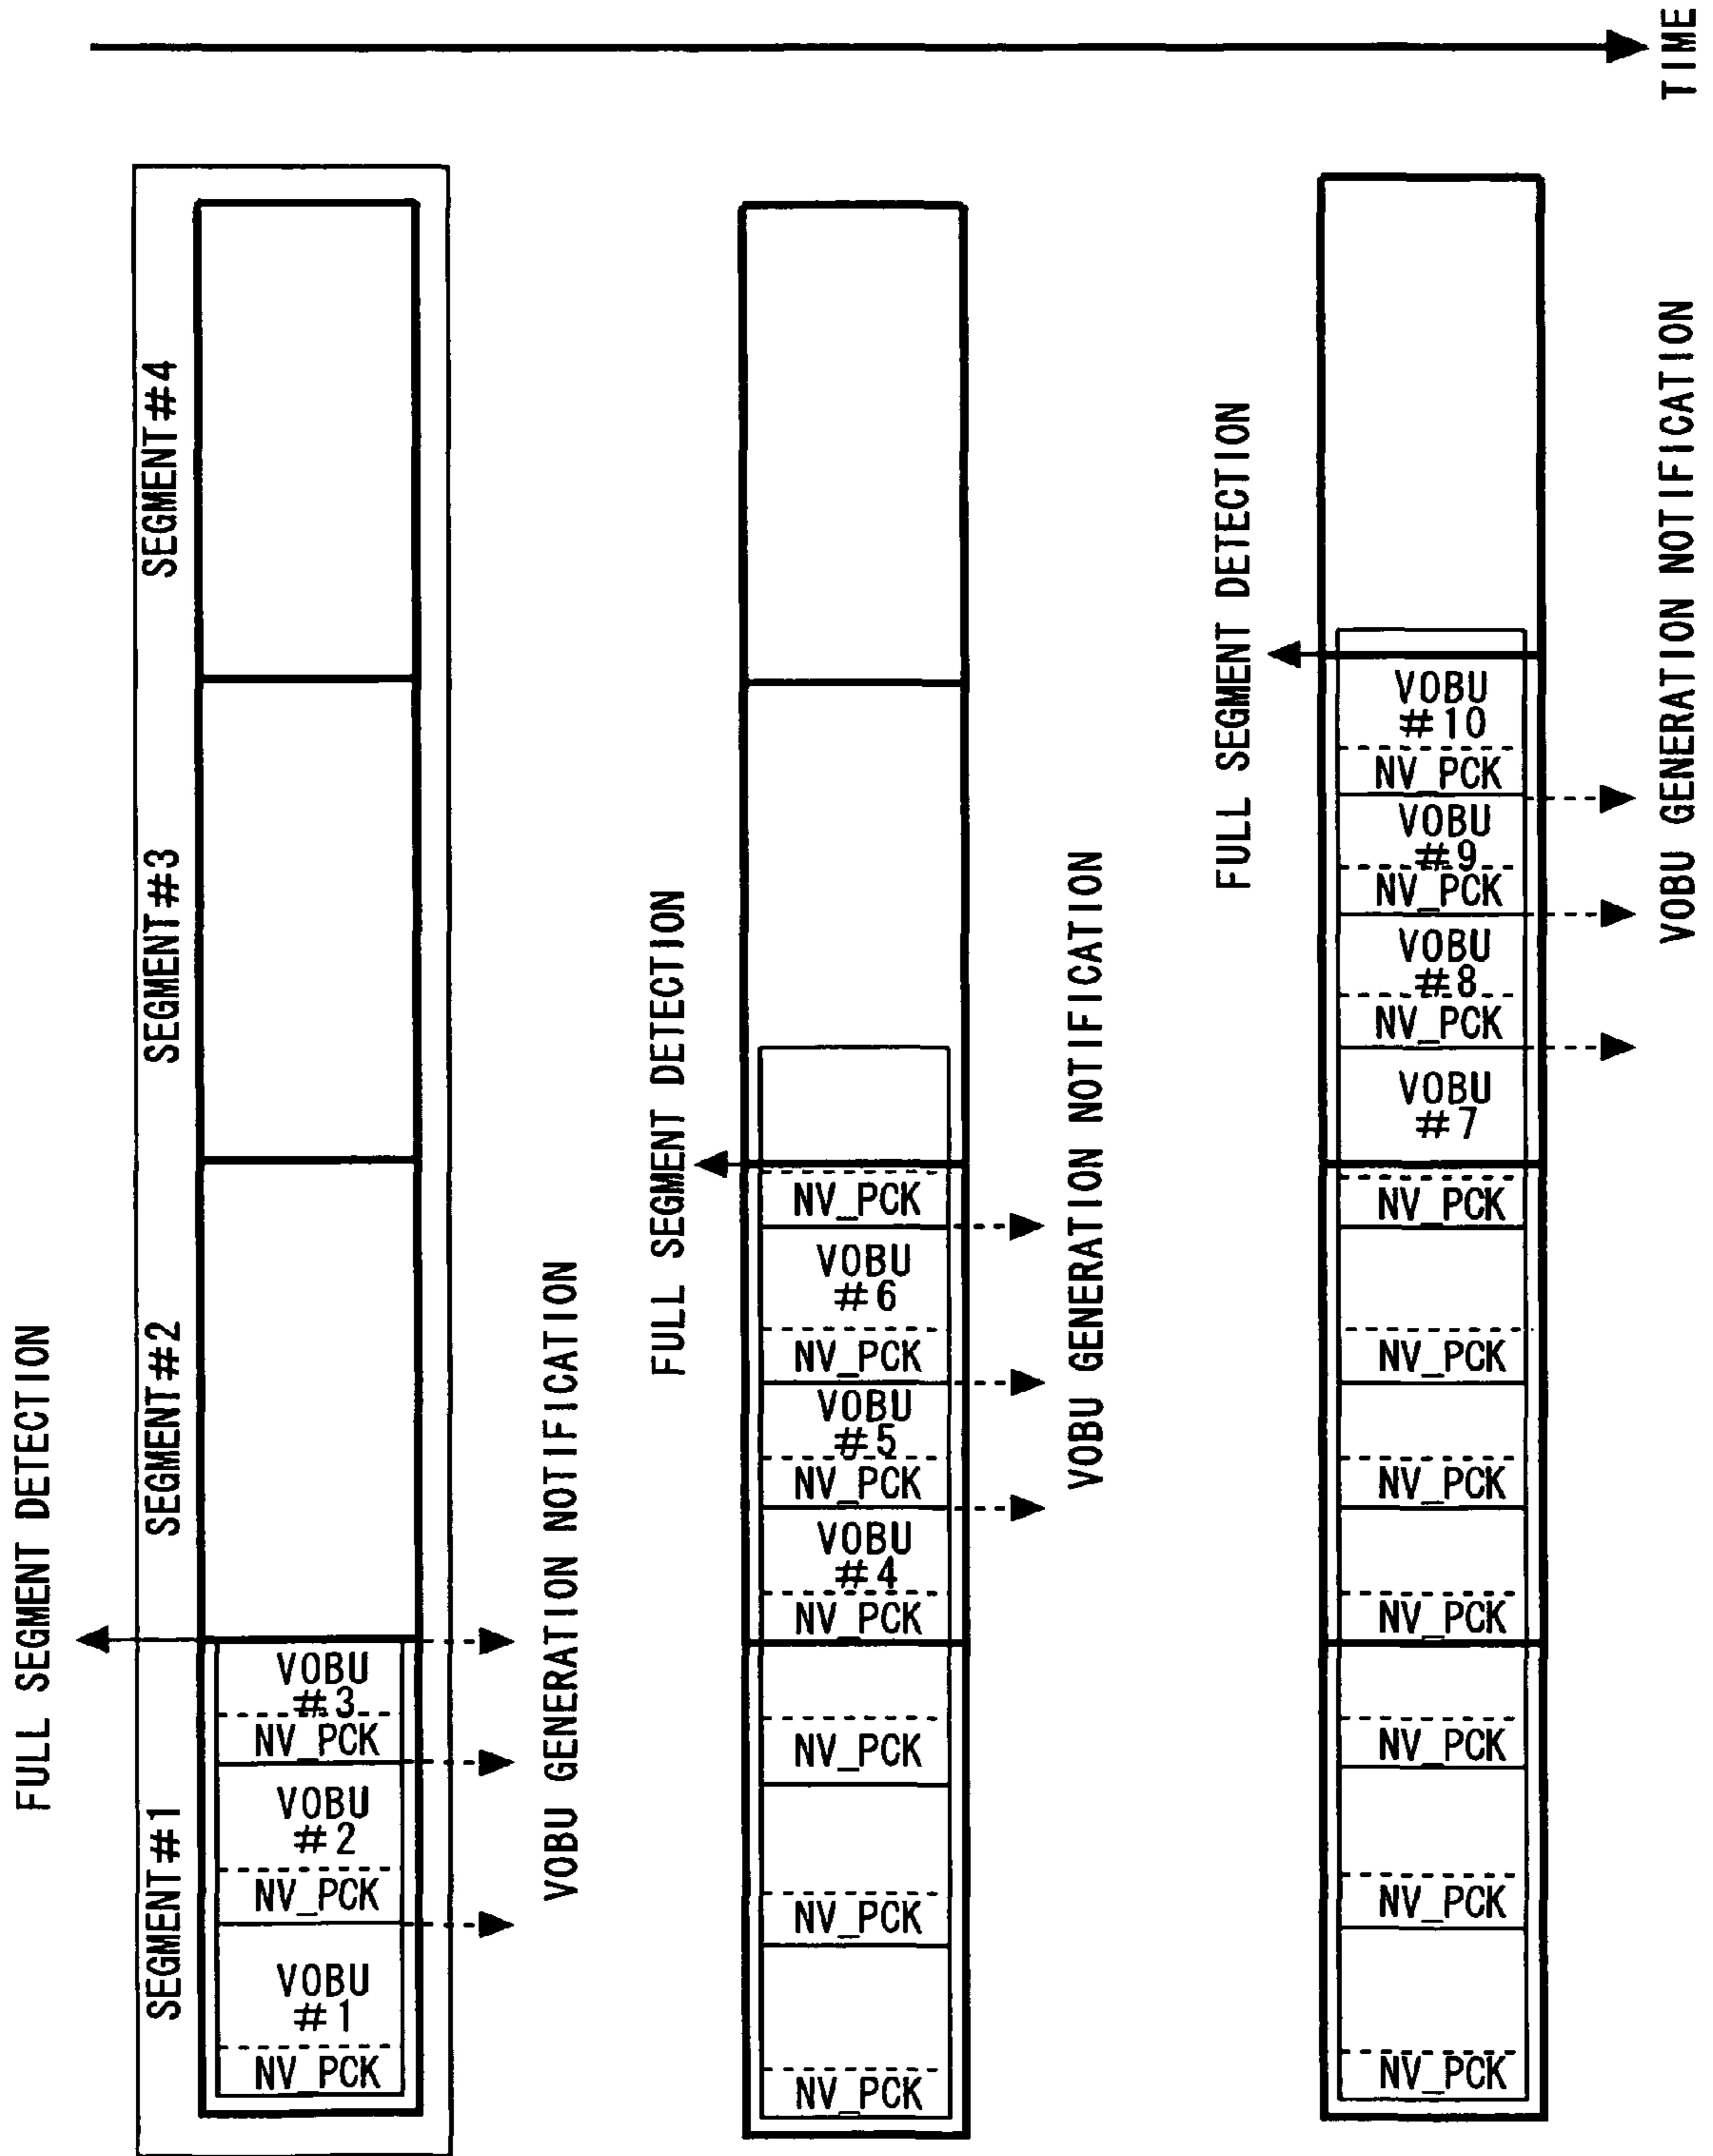 TIME
SEGMENT#4
SEGMENT#3
SEGMENT#2
SEGMENT#1
FULL SEGMENT DETECTION
VOBU
#3
NV_PCK
VOBU
#2
NV_PCK
VOBU
#1
NV_PCK
VOBU GENERATION NOTIFICATION
FULL SEGMENT DETECTION
NV_PCK
VOBU
#6
NV_PCK
VOBU
#5
NV_PCK
VOBU
#4
NV_PCK
NV_PCK
NV_PCK
NV_PCK
VOBU GENERATION NOTIFICATION
FULL SEGMENT DETECTION
VOBU
#10
NV_PCK
VOBU
#9
NV_PCK
VOBU
#8
NV_PCK
VOBU
#7
NV_PCK
NV_PCK
NV_PCK
NV_PCK
NV_PCK
NV_PCK
NV_PCK
VOBU GENERATION NOTIFICATION